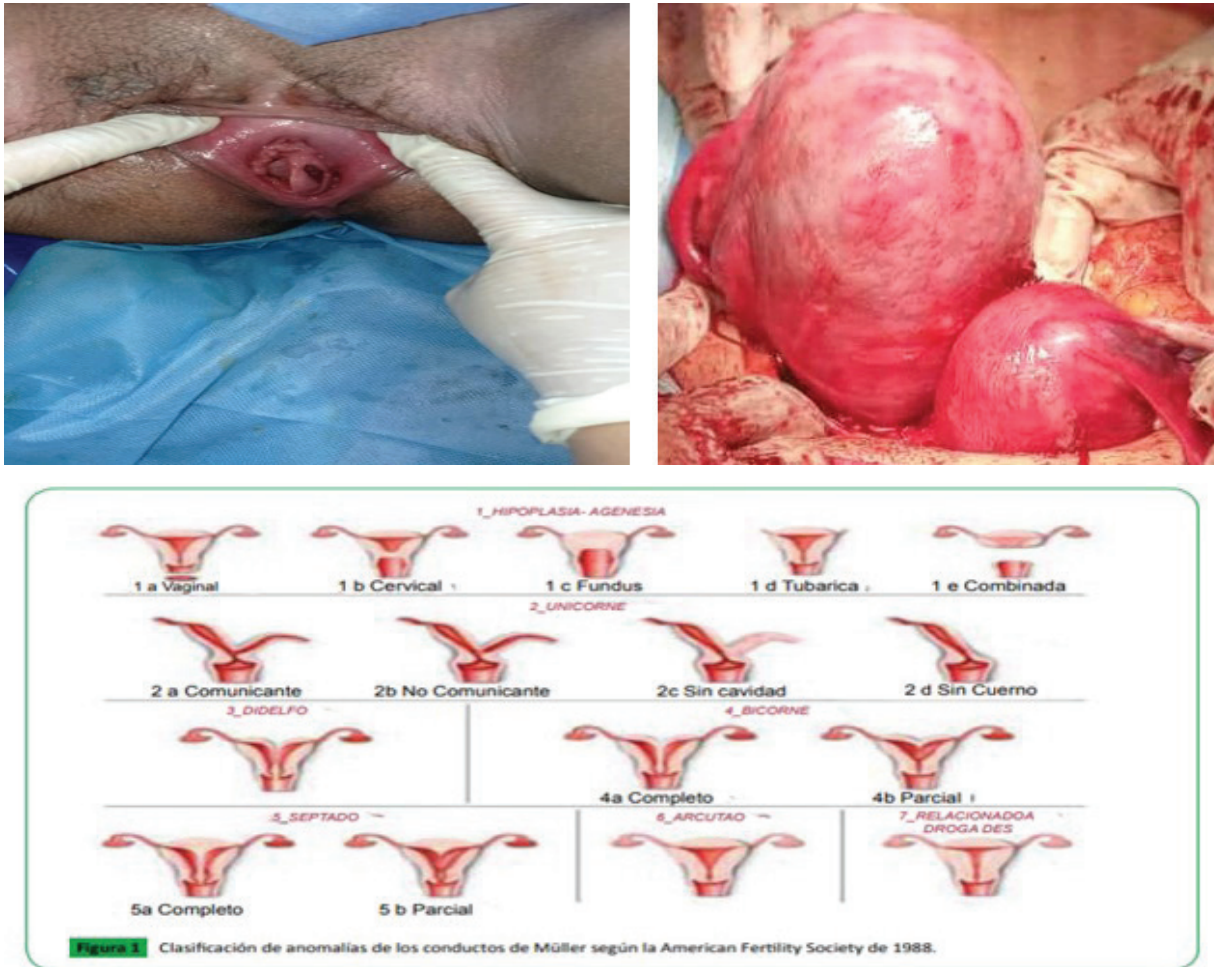 1_HIPOPLASIA- AGENESIA
1 a Vaginal
1 b Cervical
1 c Fundus
1 d Tubarica
1 e Combinada
2_UNICORNE
2 a Comunicante
2b No Comunicante
2c Sin cavidad
2 d Sin Cuerno
3_DIDELFO
4_BICORNE
4a Completo
4b Parcial
5_SEPTADO
6_ARCUTAO
7_RELACIONADOA
DROGA DES
5a Completo
5 b Parcial
Figura 1 Clasificación de anomalías de los conductos de Müller según la American Fertility Society de 1988.